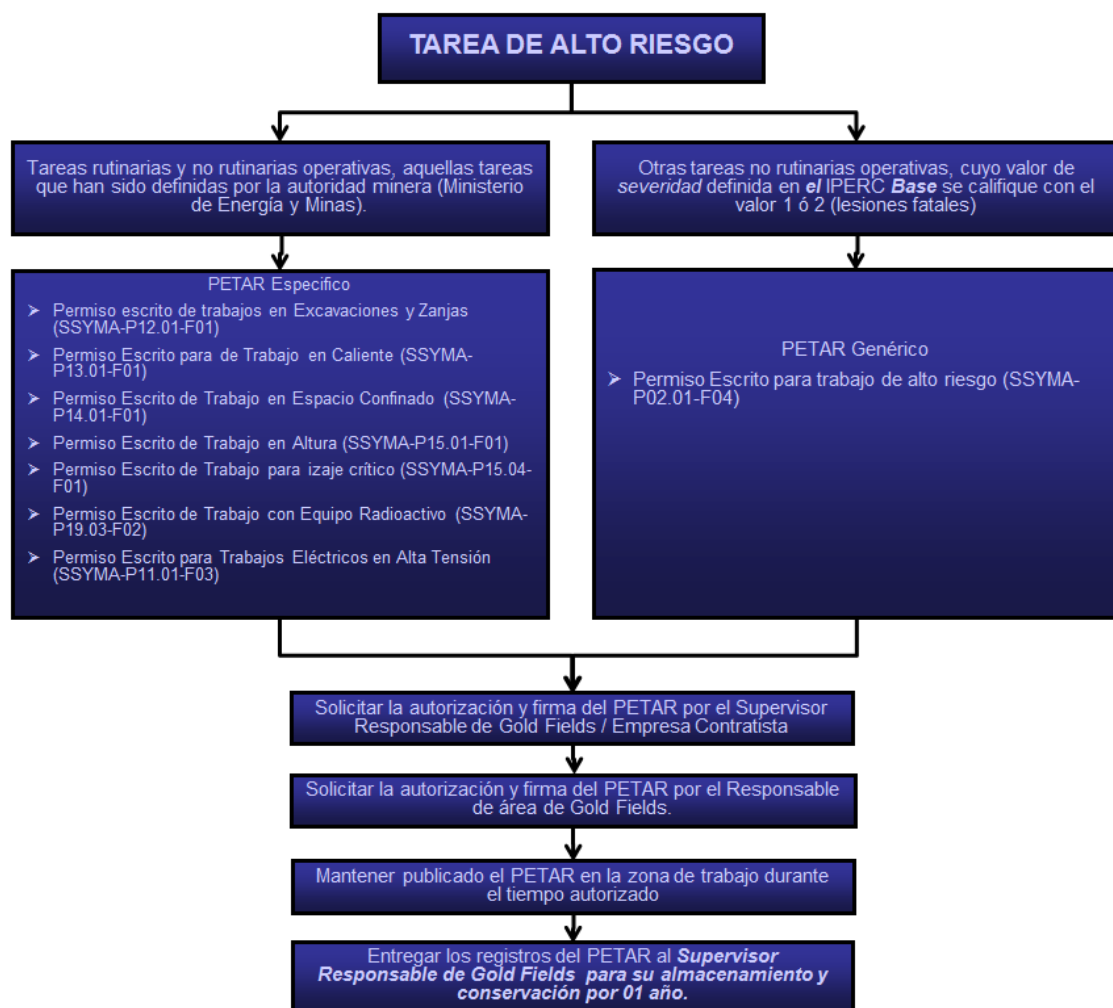 TAREA DE ALTO RIESGO
Tareas rutinarias y no rutinarias operativas, aquellas tareas
que han sido definidas por la autoridad minera (Ministerio
de Energía y Minas).
Otras tareas no rutinarias operativas, cuyo valor de
severidad definida en el IPERC Base se califique con el
valor 1 ó 2 (lesiones fatales)
PETAR Especifico
➤ Permiso escrito de trabajos en Excavaciones y Zanjas
(SSYMA-P12.01-F01)
➤ Permiso Escrito para de Trabajo en Caliente (SSYMA-
P13.01-F01)
➤ Permiso Escrito de Trabajo en Espacio Confinado (SSYMA-
P14.01-F01)
➤ Permiso Escrito de Trabajo en Altura (SSYMA-P15.01-F01)
➤ Permiso Escrito de Trabajo para izaje crítico (SSYMA-P15.04-
F01)
➤ Permiso Escrito de Trabajo con Equipo Radioactivo (SSYMA-
P19.03-F02)
➤ Permiso Escrito para Trabajos Eléctricos en Alta Tensión
(SSYMA-P11.01-F03)
PETAR Genérico
➤ Permiso Escrito para trabajo de alto riesgo (SSYMA-
P02.01-F04)
Solicitar la autorización y firma del PETAR por el Supervisor
Responsable de Gold Fields / Empresa Contratista
Solicitar la autorización y firma del PETAR por el Responsable
de área de Gold Fields.
Mantener publicado el PETAR en la zona de trabajo durante
el tiempo autorizado
Entregar los registros del PETAR al Supervisor
Responsable de Gold Fields para su almacenamiento y
conservación por 01 año.